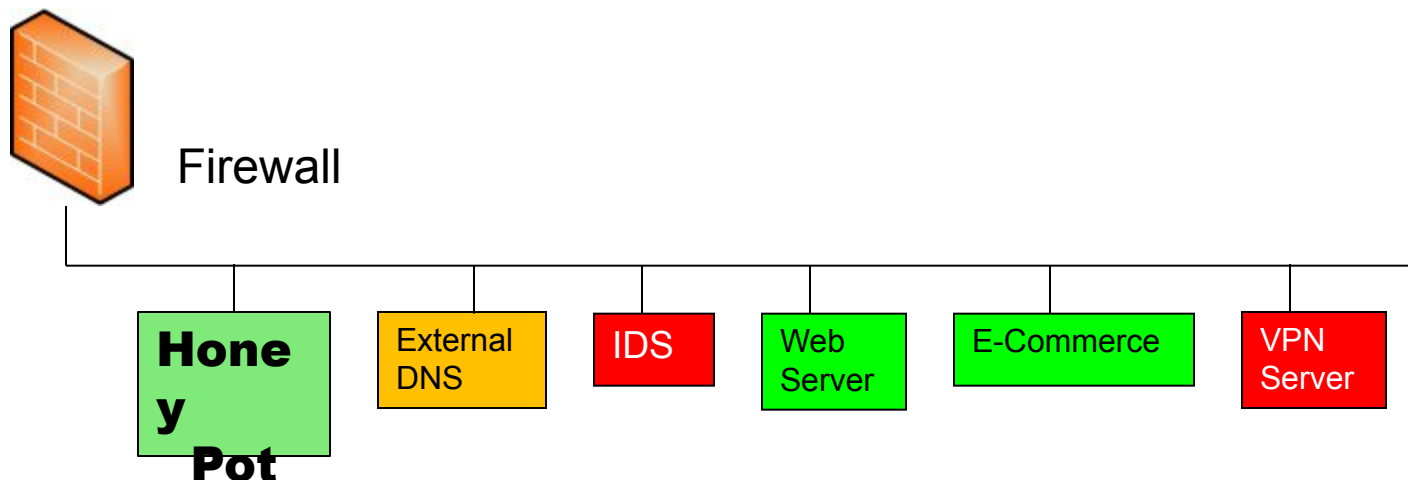 Firewall
Hone
y
Pot
External
DNS
IDS
Web
Server
E-Commerce
VPN
Server